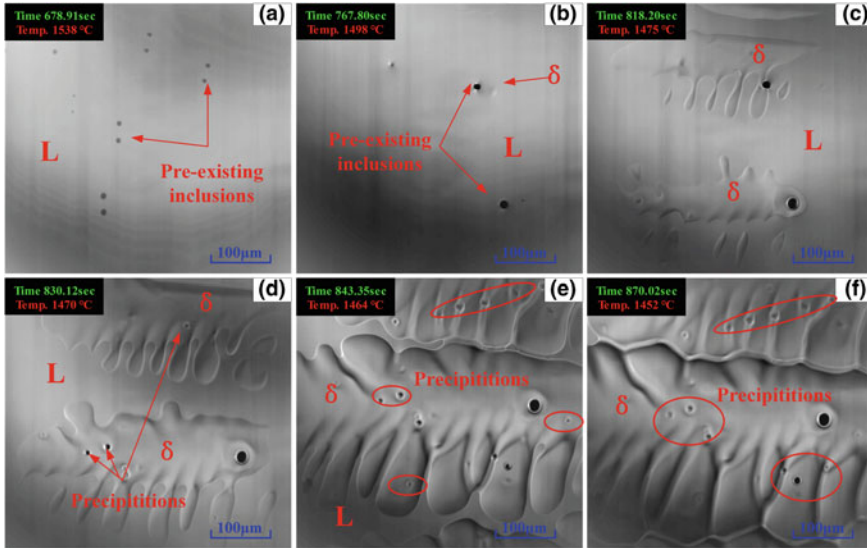 Time 678.91sec
Temp. 1538 °C
(a)
L
Pre-existing
inclusions
100μm
Time 767.80sec
Temp. 1498 °C
(b)
δ
L
Pre-existing
inclusions
100μm
Time 818.20sec
Temp. 1475 °C
(c)
δ
L
δ
100μm
Time 830.12sec
Temp. 1470 °C
(d)
δ
L
δ
Precipititions
100μm
Time 843.35sec
Temp. 1464 °C
(e)
Precipititions
δ
L
100μm
Time 870.02sec
Temp. 1452 °C
(f)
Precipititions
δ
100μm